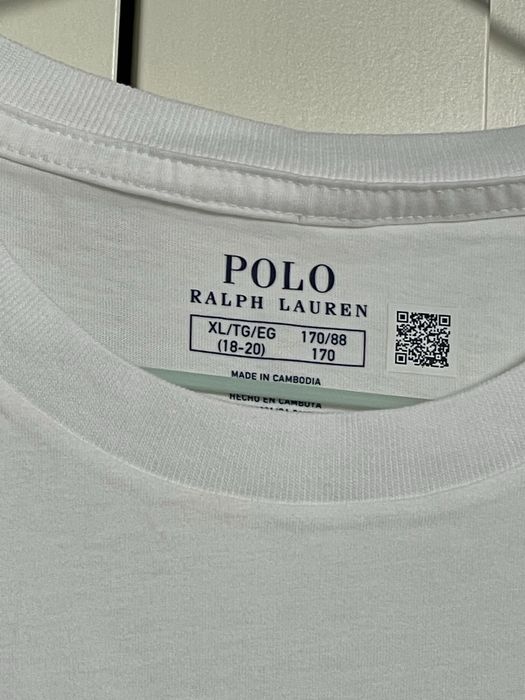 POLO
RALPH LAUREN
XL/TG/EG 170/88
(18-20) 170
MADE IN CAMBODIA
HECHO EN CAMBOYA